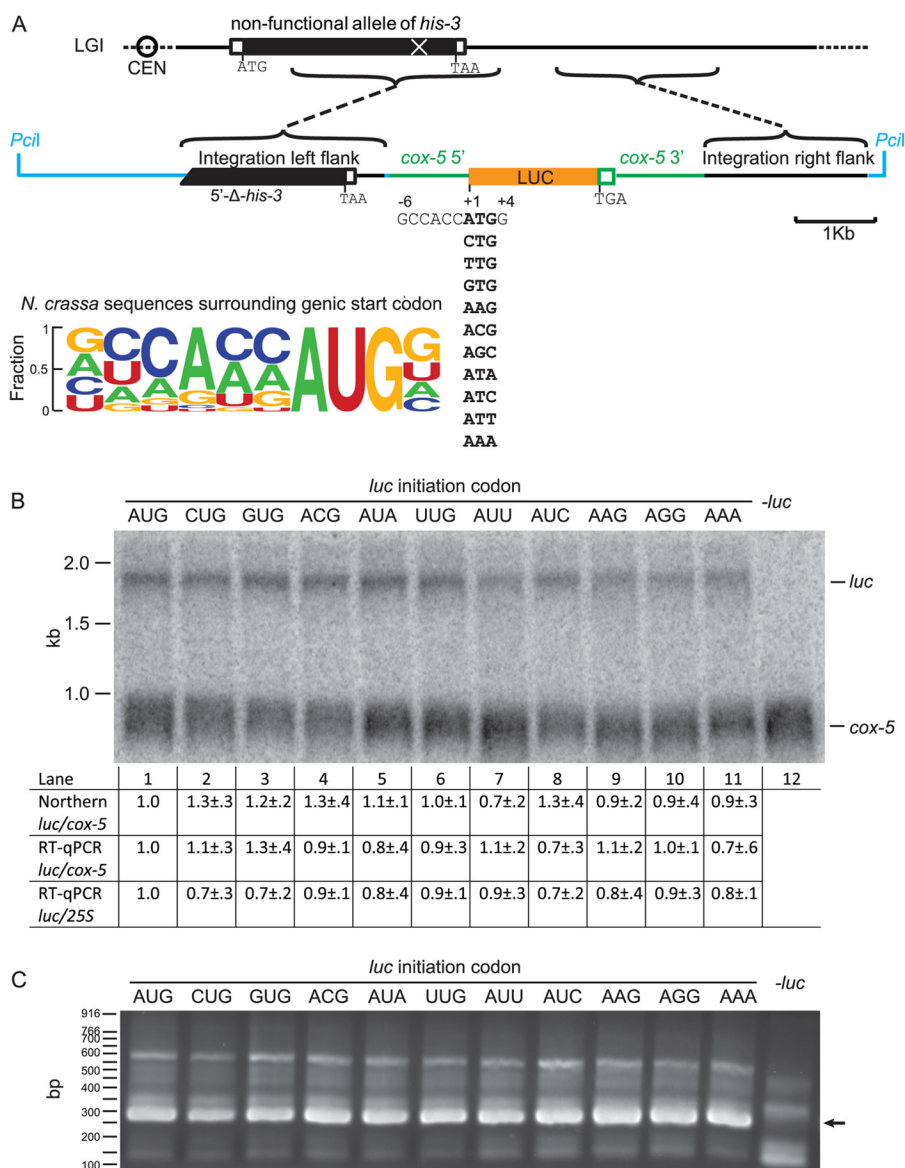 A
non-functional allele of his-3
LGI
CEN
ATG
TAA
PciI
PciI
Integration left flank
cox-5 5’
cox-5 3’
Integration right flank
LUC
5'-Δ-his-3
TAA
TGA
-6
+1
+4
GCCACCATGG
1Kb
CTG
TTG
GTG
AAG
ACG
AGC
ATA
ATC
ATT
AAA
N. crassa sequences surrounding genic start codon
Fraction
1
0.5
0
G C C A C C A U G G
A U A G A A U
C A G U U G A
U G U C G U C
B
luc initiation codon
-luc
AUG CUG GUG ACG AUA UUG AUU AUC AAG AGG AAA
kb
2.0
1.5
1.0
luc
cox-5
Lane 1 2 3 4 5 6 7 8 9 10 11 12
Northern luc/cox-5 1.0 1.3±.3 1.2±.2 1.3±.4 1.1±.1 1.0±.1 0.7±.2 1.3±.4 0.9±.2 0.9±.4 0.9±.3
RT-qPCR luc/cox-5 1.0 1.1±.3 1.3±.4 0.9±.1 0.8±.4 0.9±.3 1.1±.2 0.7±.3 1.1±.2 1.0±.1 0.7±.6
RT-qPCR luc/25S 1.0 0.7±.3 0.7±.2 0.9±.1 0.8±.4 0.9±.1 0.9±.3 0.7±.2 0.8±.4 0.9±.3 0.8±.1
C
luc initiation codon
-luc
AUG CUG GUG ACG AUA UUG AUU AUC AAG AGG AAA
bp
916
766
700
600
500
400
300
200
100